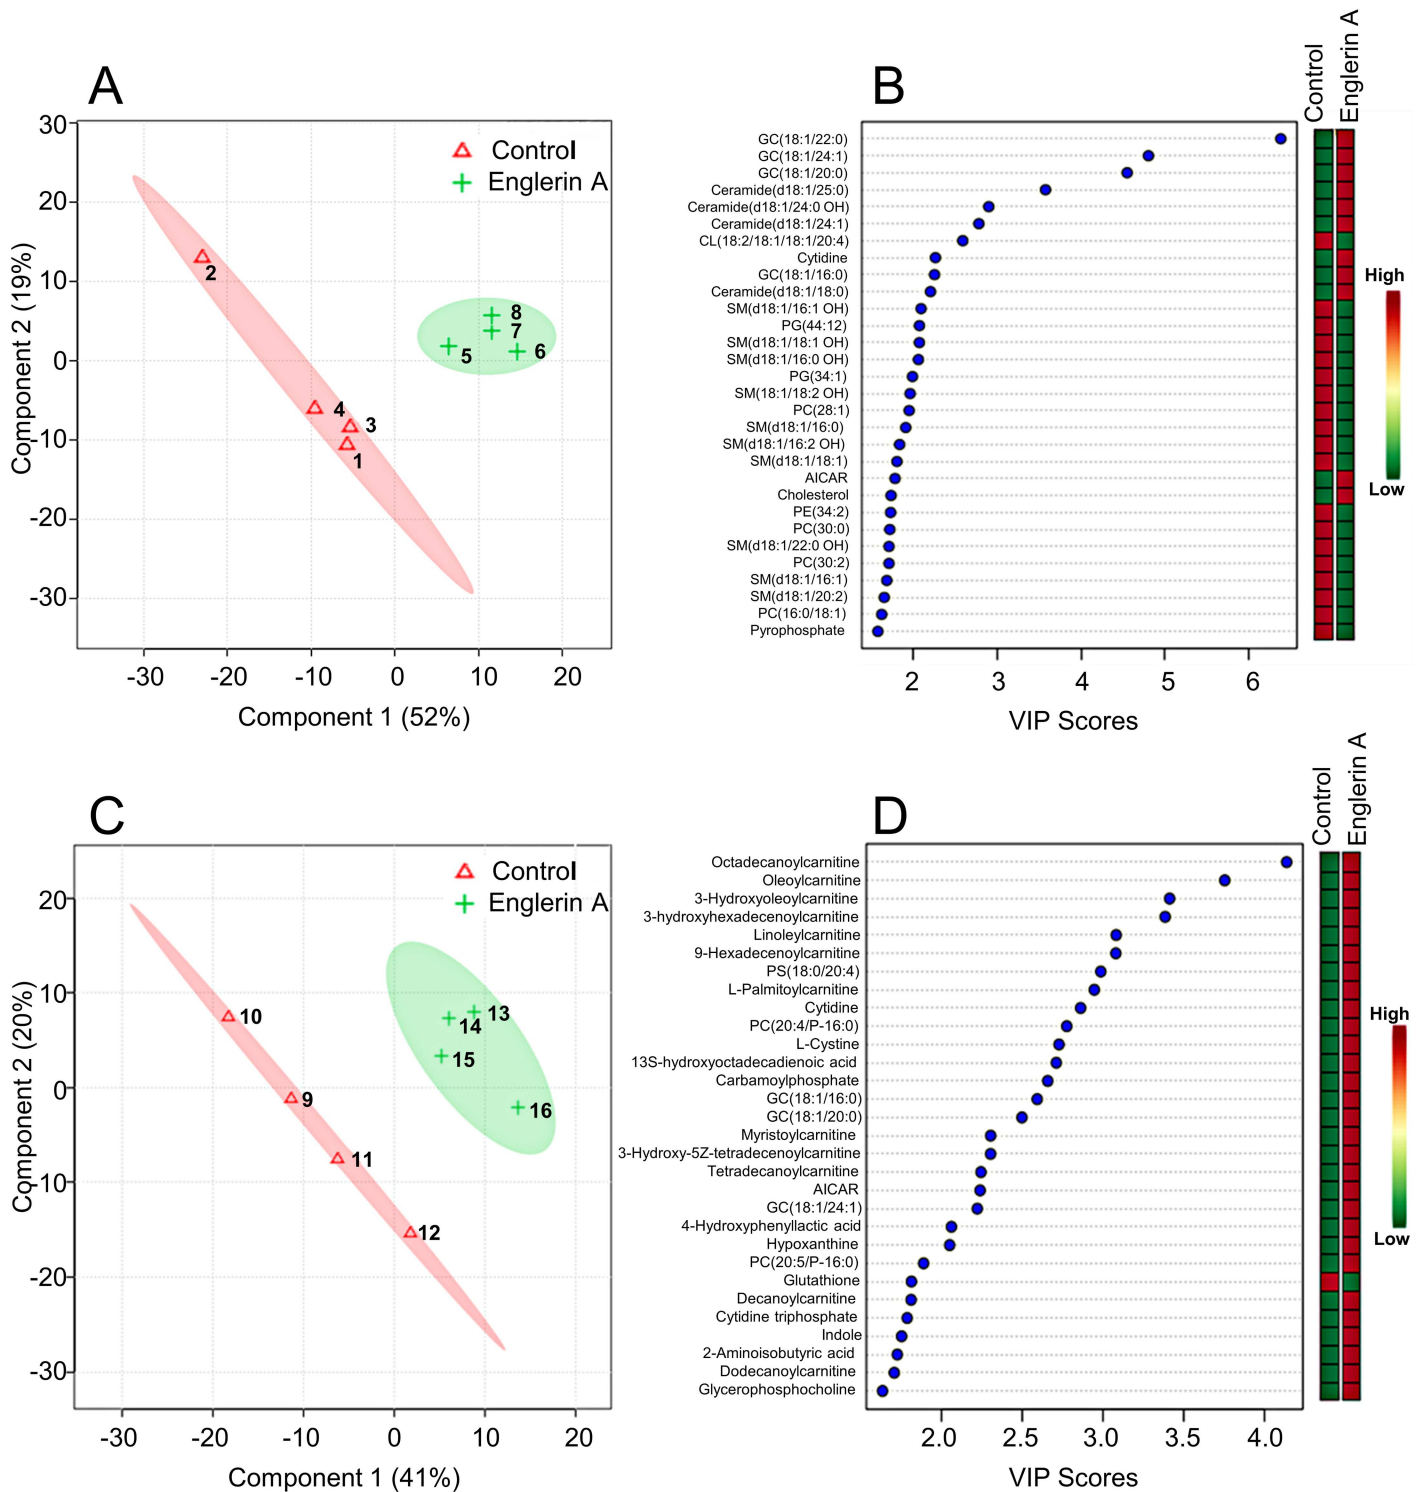 A
Control
Englerin A
30
20
10
0
-10
-20
-30
Component 2 (19%)
2
4
3
1
8
7
5
6
-30
-20
-10
0
10
20
Component 1 (52%)
B
Control
Englerin A
GC(18:1/22:0)
GC(18:1/24:1)
GC(18:1/20:0)
Ceramide(d18:1/25:0)
Ceramide(d18:1/24:0 OH)
Ceramide(d18:1/24:1)
CL(18:2/18:1/18:1/20:4)
Cytidine
GC(18:1/16:0)
Ceramide(d18:1/18:0)
SM(d18:1/16:1 OH)
PG(44:12)
SM(d18:1/18:1 OH)
SM(d18:1/16:0 OH)
PG(34:1)
SM(18:1/18:2 OH)
PC(28:1)
SM(d18:1/16:0)
SM(d18:1/16:2 OH)
SM(d18:1/18:1)
AICAR
Cholesterol
PE(34:2)
PC(30:0)
SM(d18:1/22:0 OH)
PC(30:2)
SM(d18:1/16:1)
SM(d18:1/20:2)
PC(16:0/18:1)
Pyrophosphate
2
3
4
5
6
VIP Scores
High
Low
C
Control
Englerin A
20
10
0
-10
-20
-30
Component 2 (20%)
10
9
11
12
13
14
15
16
-30
-20
-10
0
10
20
Component 1 (41%)
D
Control
Englerin A
Octadecanoylcarnitine
Oleoylcarnitine
3-Hydroxyoleoylcarnitine
3-hydroxyhexadecenoylcarnitine
Linoleylcarnitine
9-Hexadecenoylcarnitine
PS(18:0/20:4)
L-Palmitoylcarnitine
Cytidine
PC(20:4/P-16:0)
L-Cystine
13S-hydroxyoctadecadienoic acid
Carbamoylphosphate
GC(18:1/16:0)
GC(18:1/20:0)
Myristoylcarnitine
3-Hydroxy-5Z-tetradecenoylcarnitine
Tetradecanoylcarnitine
AICAR
GC(18:1/24:1)
4-Hydroxyphenyllactic acid
Hypoxanthine
PC(20:5/P-16:0)
Glutathione
Decanoylcarnitine
Cytidine triphosphate
Indole
2-Aminoisobutyric acid
Dodecanoylcarnitine
Glycerophosphocholine
2.0
2.5
3.0
3.5
4.0
VIP Scores
High
Low